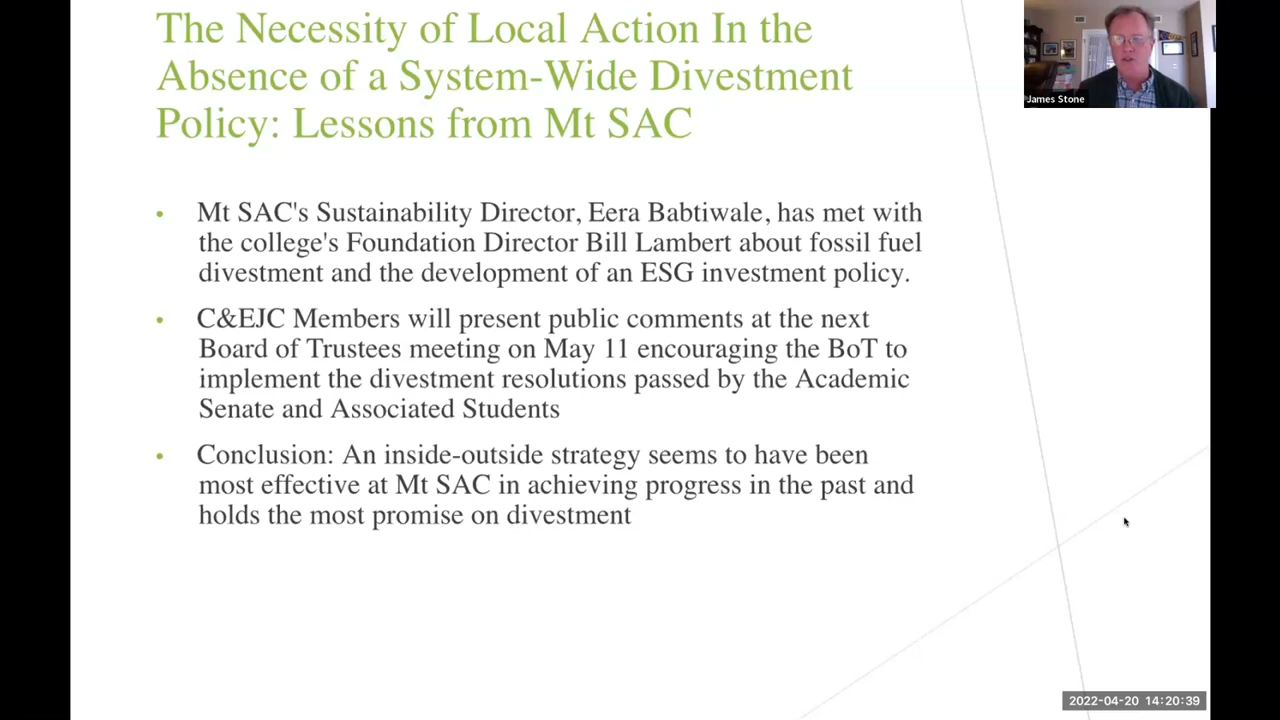 The Necessity of Local Action In the
Absence of a System-Wide Divestment
Policy: Lessons from Mt SAC
James Stone
• Mt SAC's Sustainability Director, Eera Babtiwale, has met with
the college's Foundation Director Bill Lambert about fossil fuel
divestment and the development of an ESG investment policy.
• C&EJC Members will present public comments at the next
Board of Trustees meeting on May 11 encouraging the BoT to
implement the divestment resolutions passed by the Academic
Senate and Associated Students
• Conclusion: An inside-outside strategy seems to have been
most effective at Mt SAC in achieving progress in the past and
holds the most promise on divestment
2022-04-20 14:20:39